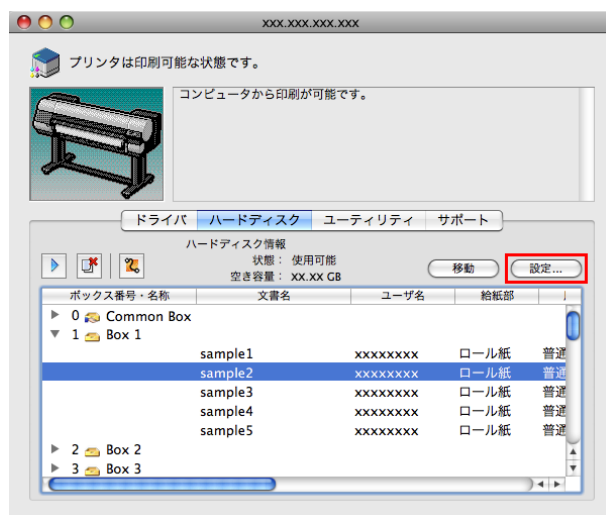 xxx.xxx.xxx.xxx
プリンタは印刷可能な状態です。
コンピュータから印刷が可能です。
ドライバ ハードディスク ユーティリティ サポート
ハードディスク情報
状態： 使用可能
空き容量： xx.xx GB
移動 設定...
ボックス番号・名称 文書名 ユーザ名 給紙部
0 Common Box
1 Box 1
sample1 xxxxxxxx ロール紙 普通
sample2 xxxxxxxx ロール紙 普通
sample3 xxxxxxxx ロール紙 普通
sample4 xxxxxxxx ロール紙 普通
sample5 xxxxxxxx ロール紙 普通
2 Box 2
3 Box 3